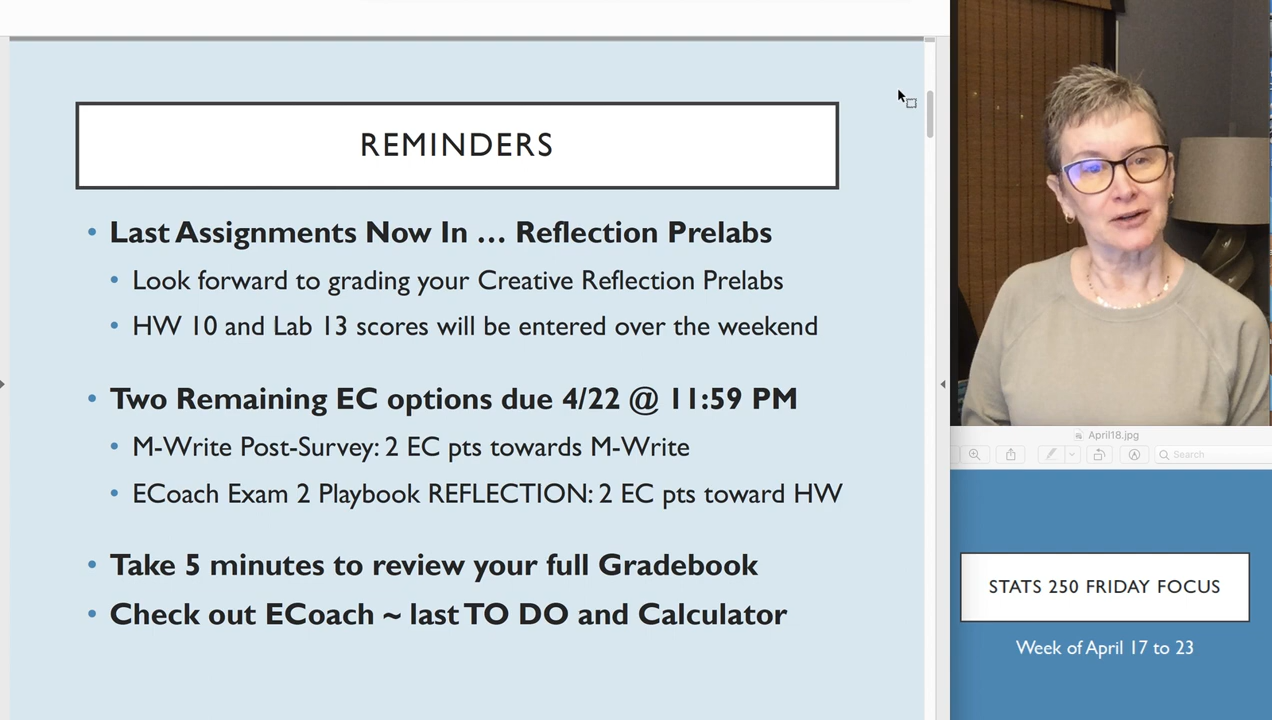 REMINDERS
• Last Assignments Now In … Reflection Prelabs
• Look forward to grading your Creative Reflection Prelabs
• HW 10 and Lab 13 scores will be entered over the weekend
• Two Remaining EC options due 4/22 @ 11:59 PM
• M-Write Post-Survey: 2 EC pts towards M-Write
• ECoach Exam 2 Playbook REFLECTION: 2 EC pts toward HW
• Take 5 minutes to review your full Gradebook
• Check out ECoach ~ last TO DO and Calculator
April18.jpg
Search
STATS 250 FRIDAY FOCUS
Week of April 17 to 23